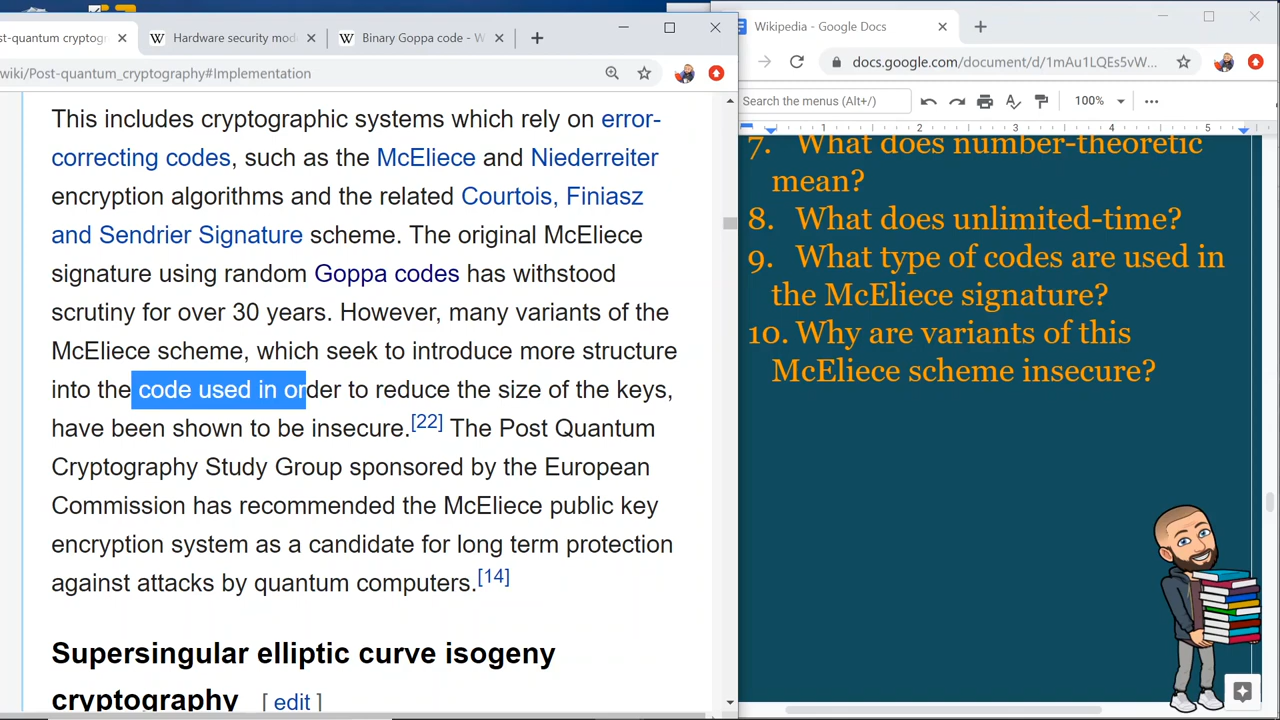 st-quantum cryptogr
Hardware security mod
Binary Goppa code - W
wiki/Post-quantum_cryptography#Implementation
This includes cryptographic systems which rely on error-
correcting codes, such as the McEliece and Niederreiter
encryption algorithms and the related Courtois, Finiasz
and Sendrier Signature scheme. The original McEliece
signature using random Goppa codes has withstood
scrutiny for over 30 years. However, many variants of the
McEliece scheme, which seek to introduce more structure
into the code used in order to reduce the size of the keys,
have been shown to be insecure.[22] The Post Quantum
Cryptography Study Group sponsored by the European
Commission has recommended the McEliece public key
encryption system as a candidate for long term protection
against attacks by quantum computers.[14]
Supersingular elliptic curve isogeny
cryptography [ edit ]
Wikipedia - Google Docs
docs.google.com/document/d/1mAu1LQEs5vW...
Search the menus (Alt+/)
100%
1 2 3 4 5
7. What does number-theoretic
mean?
8. What does unlimited-time?
9. What type of codes are used in
the McEliece signature?
10. Why are variants of this
McEliece scheme insecure?